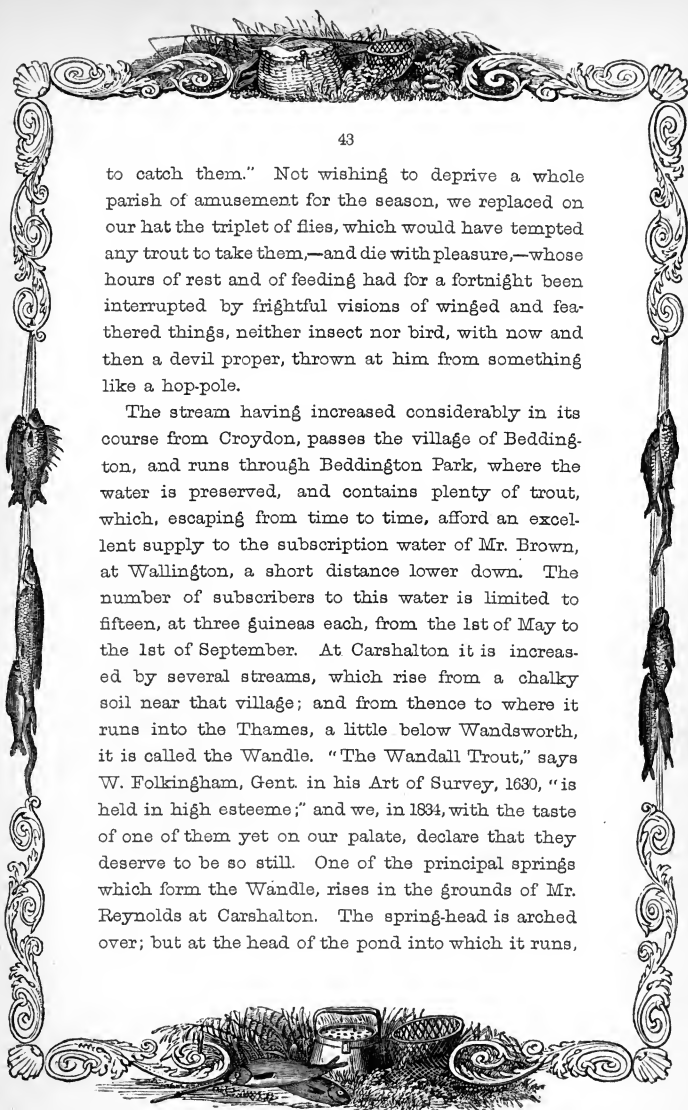 43
to catch them." Not wishing to deprive a whole
parish of amusement for the season, we replaced on
our hat the triplet of flies, which would have tempted
any trout to take them,—and die with pleasure,—whose
hours of rest and of feeding had for a fortnight been
interrupted by frightful visions of winged and fea-
thered things, neither insect nor bird, with now and
then a devil proper, thrown at him from something
like a hop-pole.
The stream having increased considerably in its
course from Croydon, passes the village of Bedding-
ton, and runs through Beddington Park, where the
water is preserved, and contains plenty of trout,
which, escaping from time to time, afford an excel-
lent supply to the subscription water of Mr. Brown,
at Wallington, a short distance lower down. The
number of subscribers to this water is limited to
fifteen, at three guineas each, from the 1st of May to
the 1st of September. At Carshalton it is increas-
ed by several streams, which rise from a chalky
soil near that village; and from thence to where it
runs into the Thames, a little below Wandsworth,
it is called the Wandle. "The Wandall Trout," says
W. Folkingham, Gent. in his Art of Survey, 1630, "is
held in high esteeme;" and we, in 1834, with the taste
of one of them yet on our palate, declare that they
deserve to be so still. One of the principal springs
which form the Wandle, rises in the grounds of Mr.
Reynolds at Carshalton. The spring-head is arched
over; but at the head of the pond into which it runs,